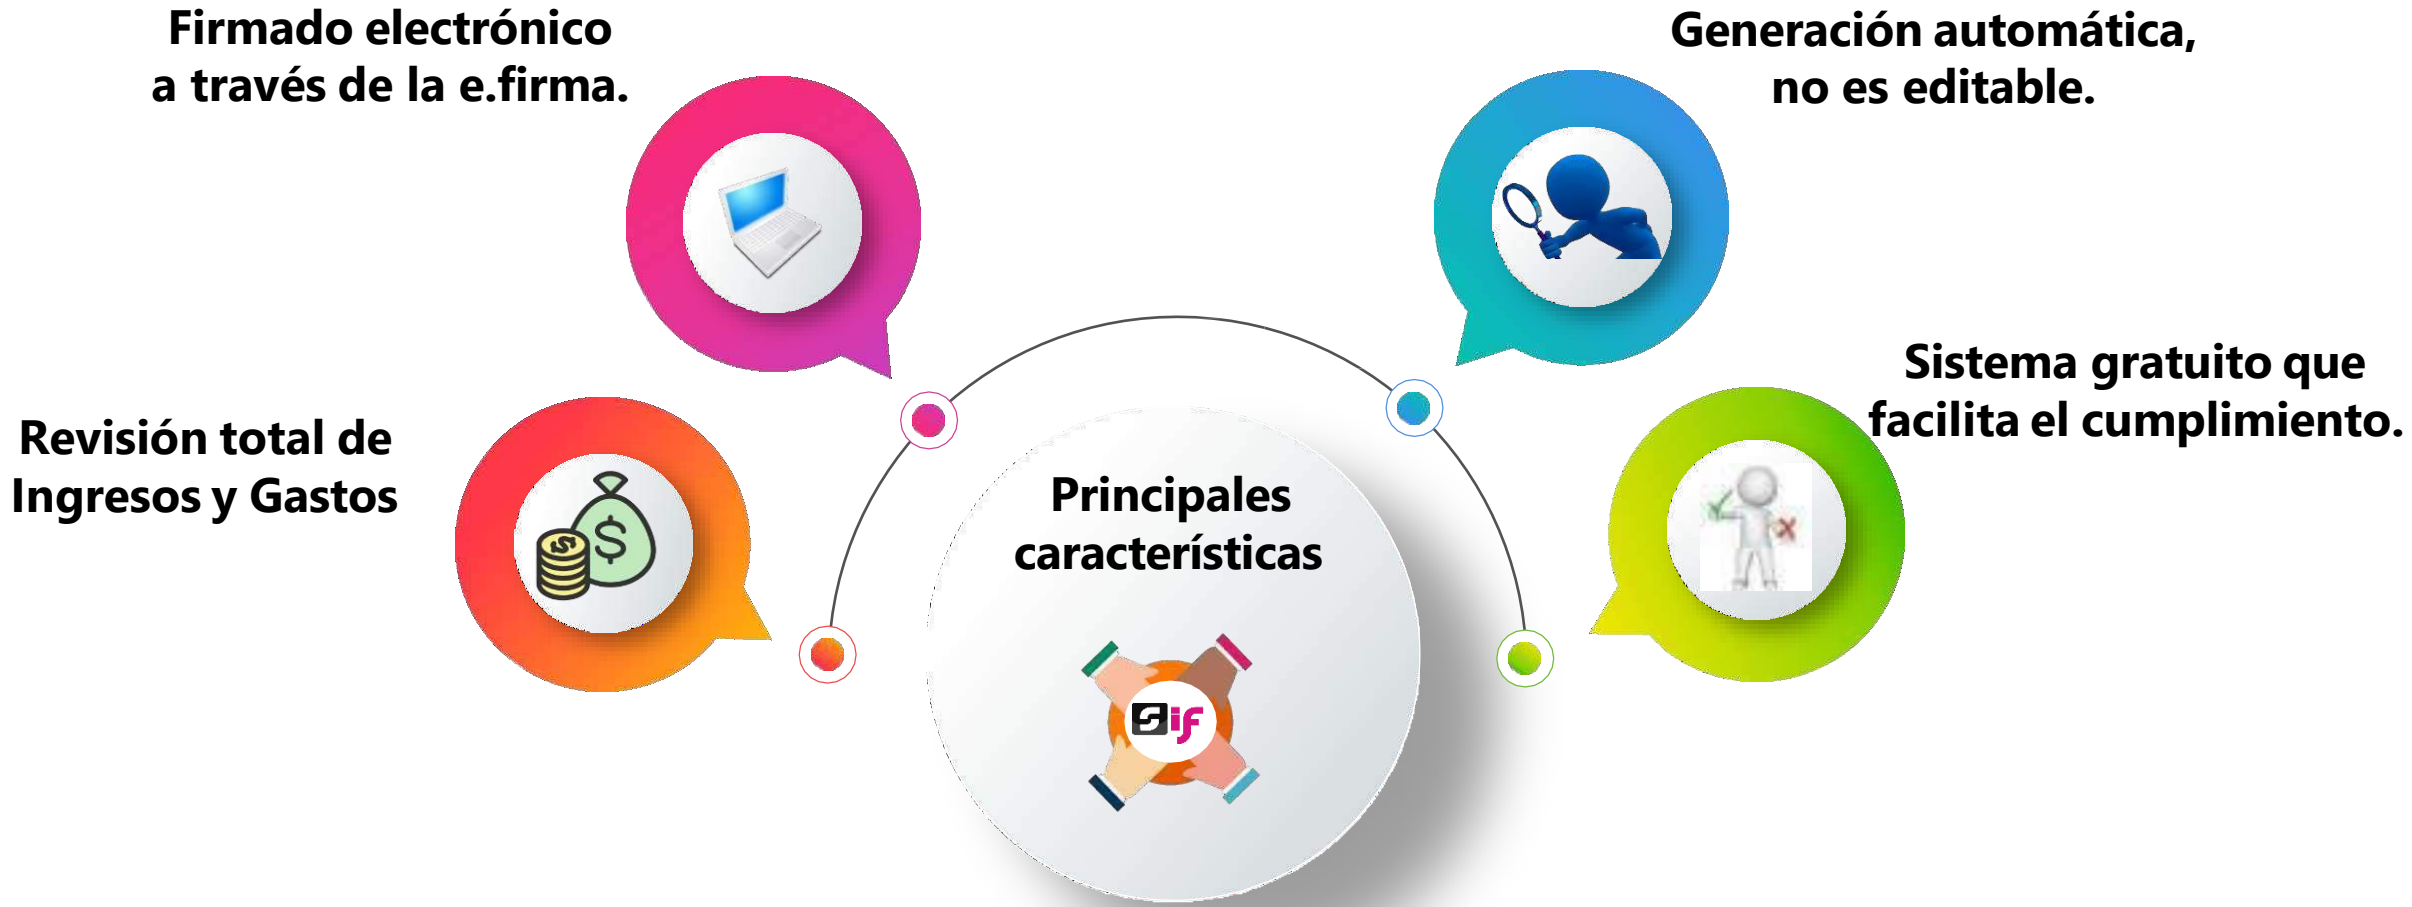 Firmado electrónico
a través de la e.firma.
Generación automática,
no es editable.
Revisión total de
Ingresos y Gastos
Sistema gratuito que
facilita el cumplimiento.
Principales
características
$
$
Sif